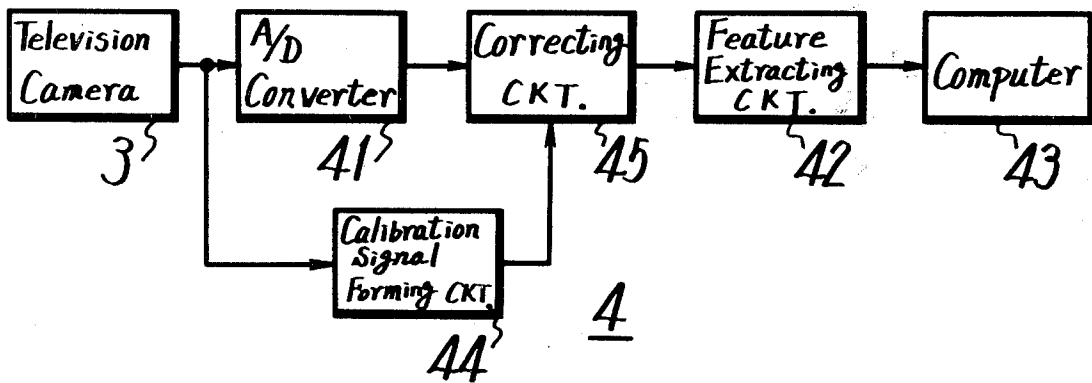 Television
Camera
3
A/D
Converter
41
Correcting
CKT.
45
Feature
Extracting
CKT.
42
Computer
43
Calibration
Signal
Forming CKT.
44
4